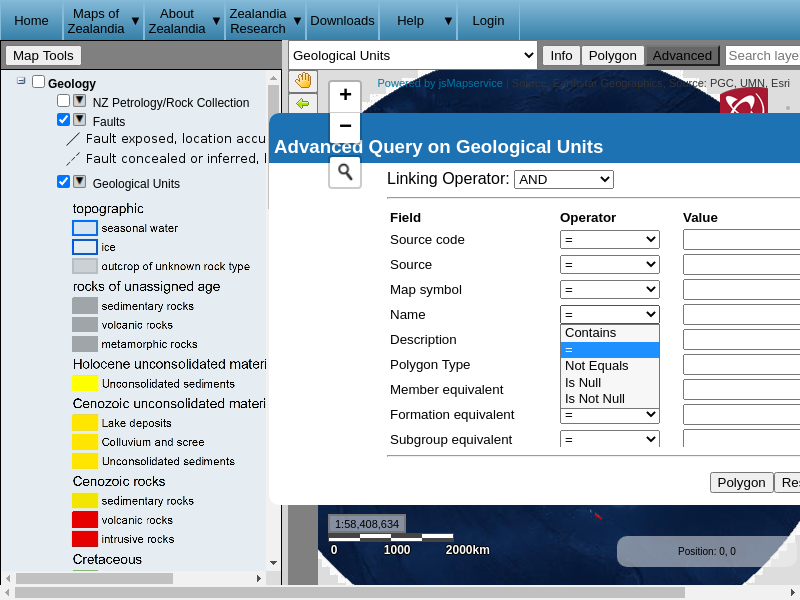 Home
Maps of Zealandia ▼
About Zealandia ▼
Zealandia Research ▼
Downloads
Help ▼
Login
Map Tools
Geological Units
Info
Polygon
Advanced
Search laye
Geology
NZ Petrology/Rock Collection
Faults
Fault exposed, location accu
Fault concealed or inferred, l
Geological Units
topographic
seasonal water
ice
outcrop of unknown rock type
rocks of unassigned age
sedimentary rocks
volcanic rocks
metamorphic rocks
Holocene unconsolidated materi
Unconsolidated sediments
Cenozoic unconsolidated materi
Lake deposits
Colluvium and scree
Unconsolidated sediments
Cenozoic rocks
sedimentary rocks
volcanic rocks
intrusive rocks
Cretaceous
+
−
Powered by jsMapservice | Source: Earthstar Geographics, Source: PGC, UMN, Esri
Advanced Query on Geological Units
Linking Operator: AND
Field Operator Value
Source code =
Source =
Map symbol =
Name =
Description
Polygon Type
Member equivalent
Formation equivalent =
Subgroup equivalent =
Contains
=
Not Equals
Is Null
Is Not Null
Polygon
Res
1:58,408,634
0 1000 2000km
Position: 0, 0